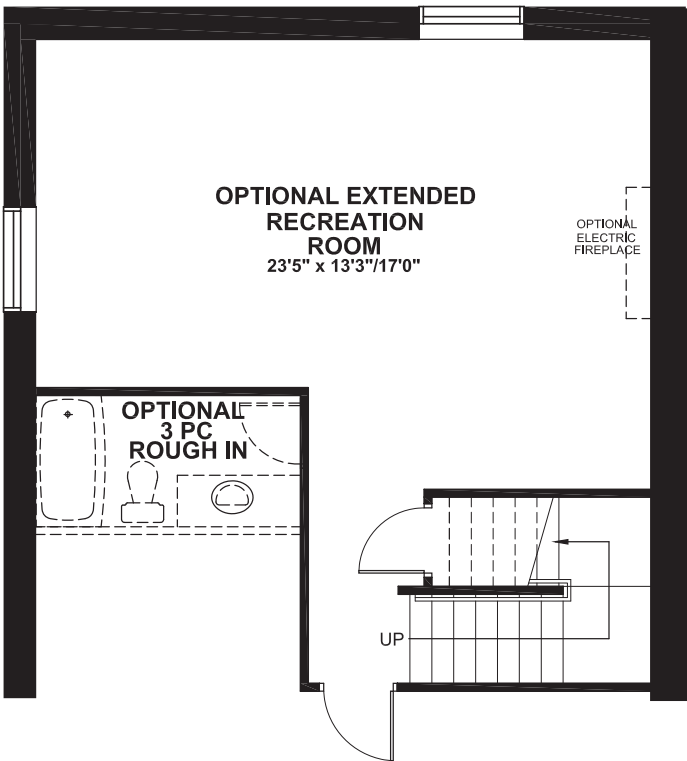 OPTIONAL EXTENDED
RECREATION
ROOM
23'5" x 13'3"/17'0"
OPTIONAL
ELECTRIC
FIREPLACE
OPTIONAL
3 PC
ROUGH IN
UP